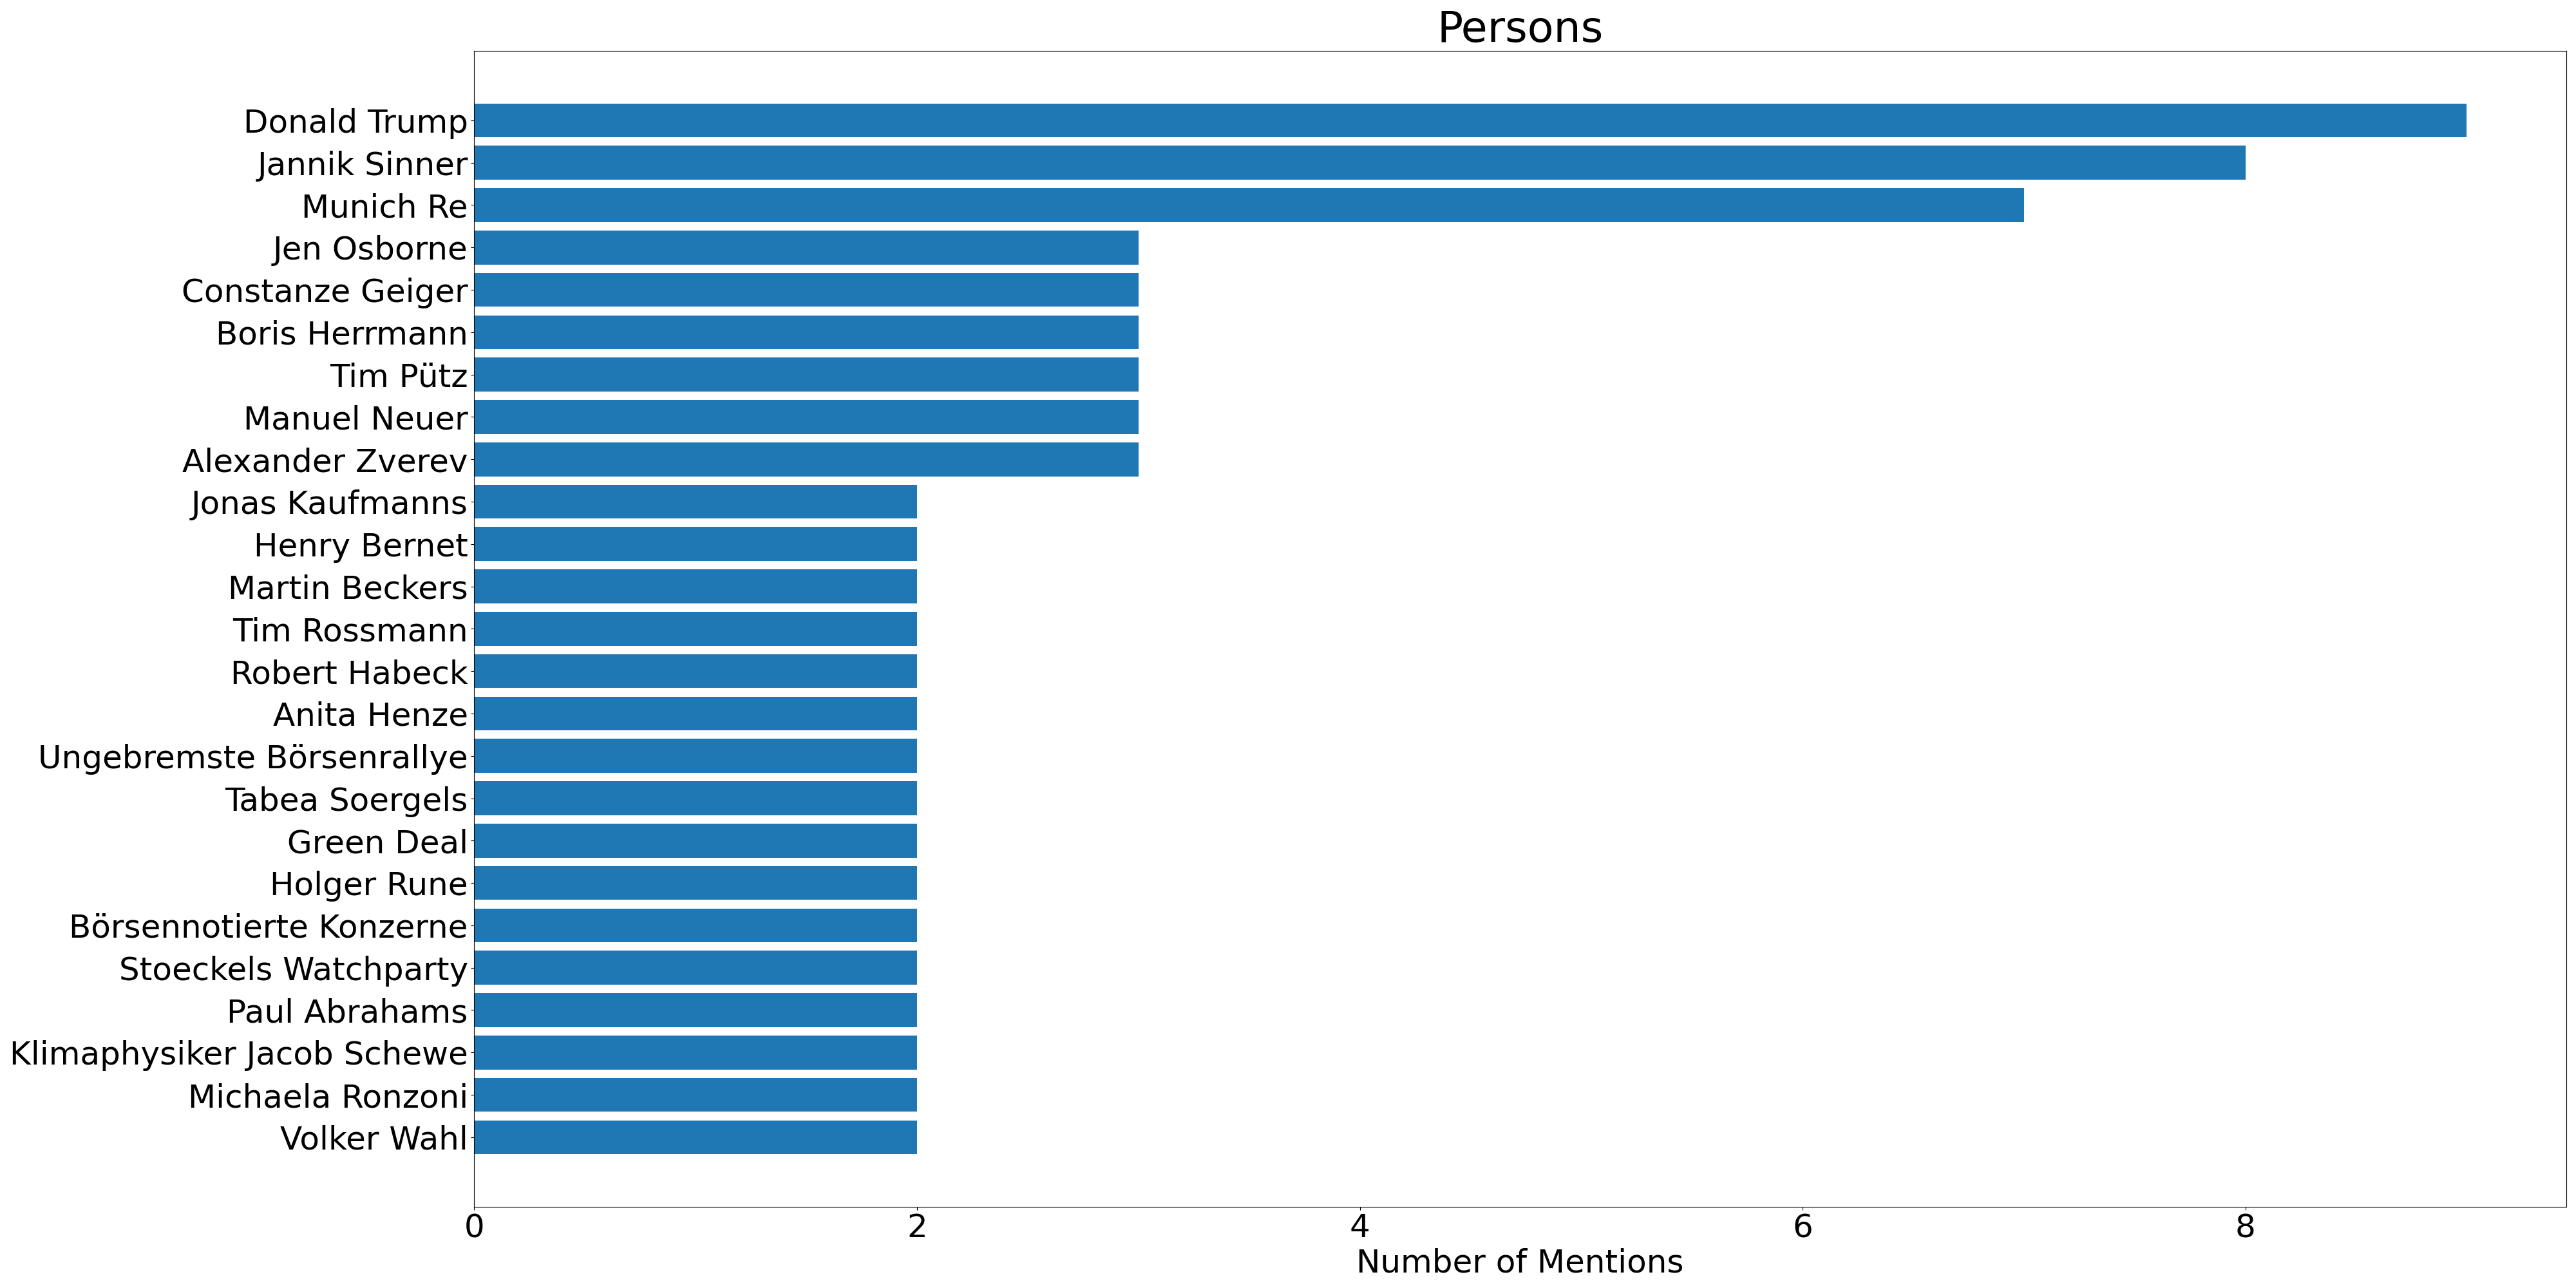 Persons
Donald Trump
Jannik Sinner
Munich Re
Jen Osborne
Constanze Geiger
Boris Herrmann
Tim Pütz
Manuel Neuer
Alexander Zverev
Jonas Kaufmanns
Henry Bernet
Martin Beckers
Tim Rossmann
Robert Habeck
Anita Henze
Ungebremste Börsenrallye
Tabea Soergels
Green Deal
Holger Rune
Börsennotierte Konzerne
Stoeckels Watchparty
Paul Abrahams
Klimaphysiker Jacob Schewe
Michaela Ronzoni
Volker Wahl
0 2 4 6 8
Number of Mentions